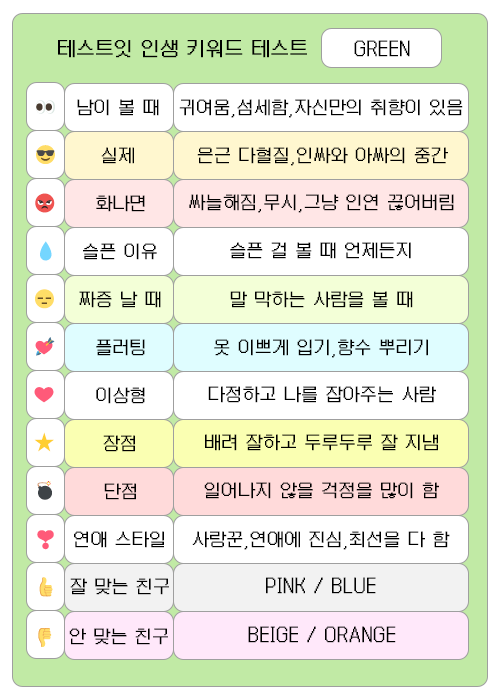 테스트잇 인생 키워드 테스트 GREEN
남이 볼 때 귀여움,섬세함,자신만의 취향이 있음
실제 은근 다혈질,인싸와 아싸의 중간
화나면 싸늘해짐,무시,그냥 인연 끊어버림
슬픈 이유 슬픈 걸 볼 때 언제든지
짜증 날 때 말 막하는 사람을 볼 때
플러팅 옷 이쁘게 입기,향수 뿌리기
이상형 다정하고 나를 잡아주는 사람
장점 배려 잘하고 두루두루 잘 지냄
단점 일어나지 않을 걱정을 많이 함
연애 스타일 사랑꾼,연애에 진심,최선을 다 함
잘 맞는 친구 PINK / BLUE
안 맞는 친구 BEIGE / ORANGE